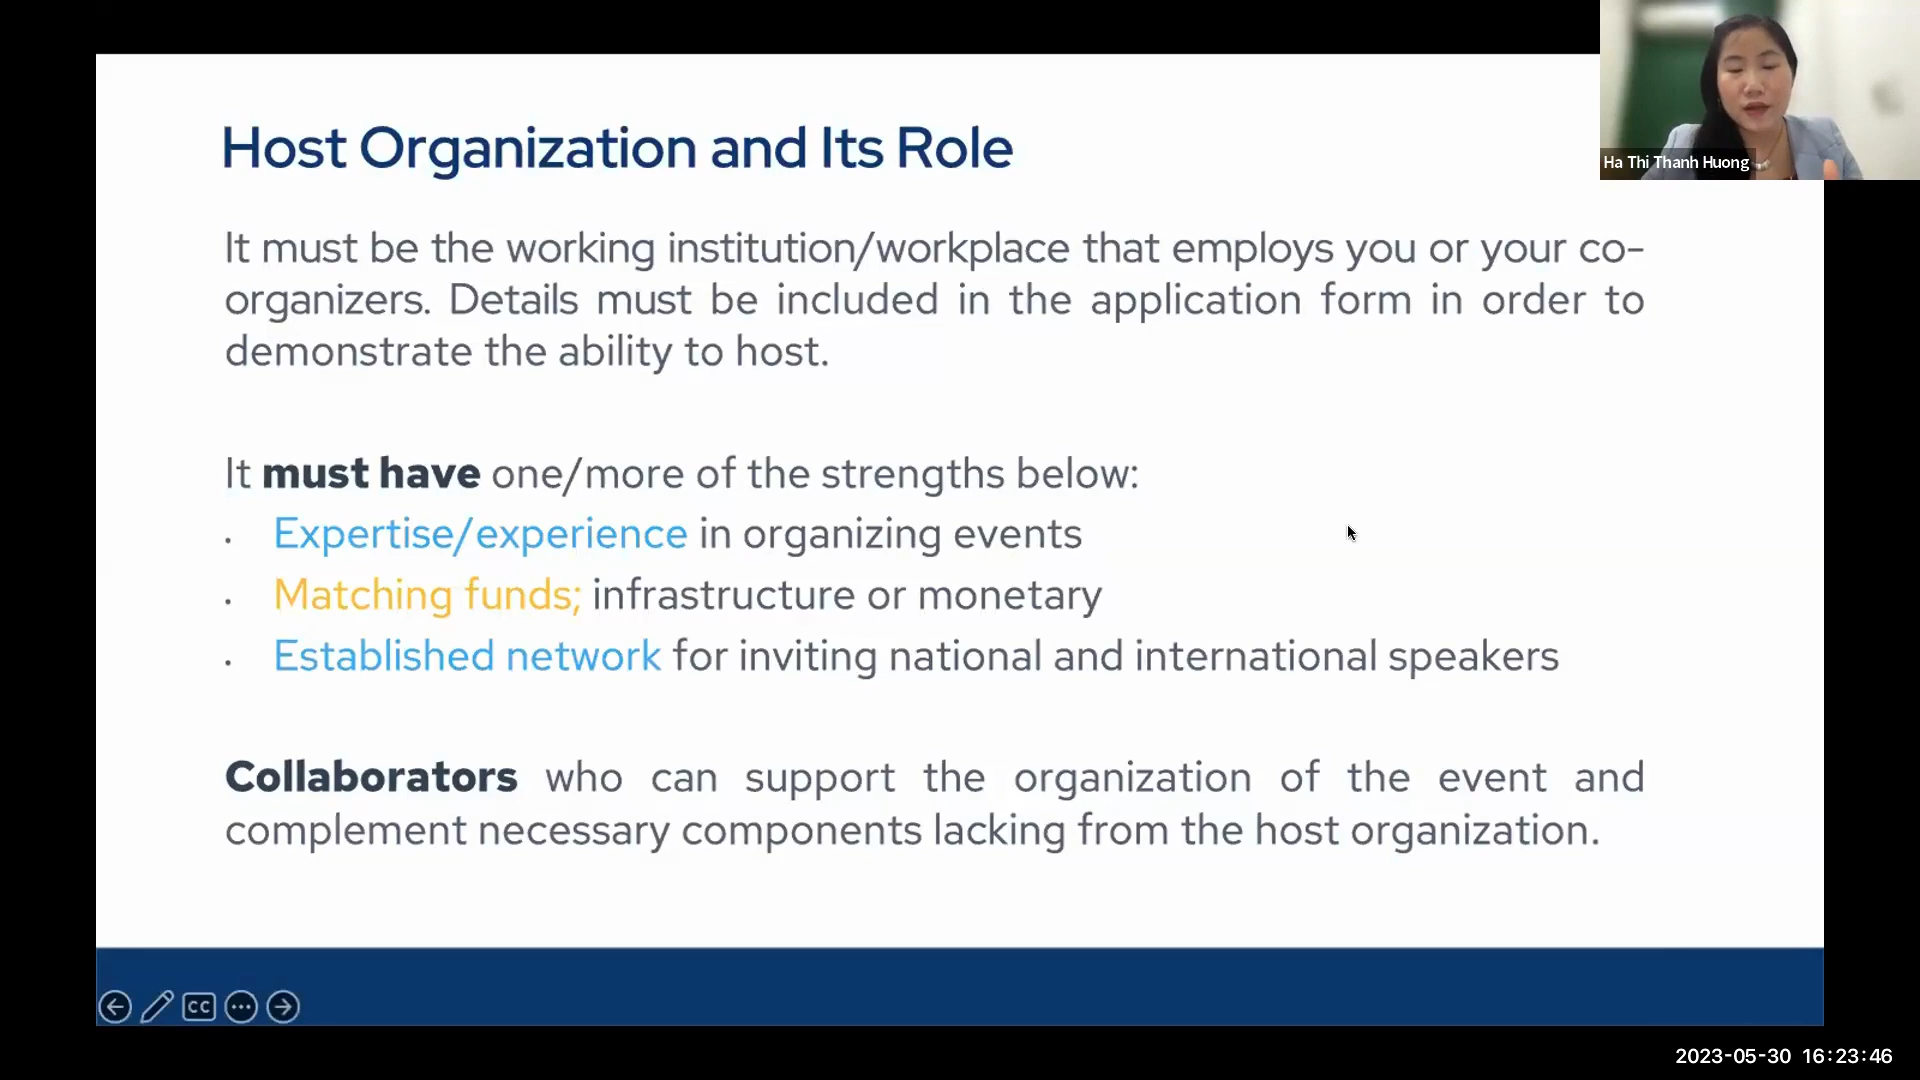 Host Organization and Its Role
Ha Thi Thanh Huong
It must be the working institution/workplace that employs you or your co-
organizers. Details must be included in the application form in order to
demonstrate the ability to host.
It must have one/more of the strengths below:
• Expertise/experience in organizing events
• Matching funds; infrastructure or monetary
• Established network for inviting national and international speakers
Collaborators who can support the organization of the event and
complement necessary components lacking from the host organization.
CC
2023-05-30 16:23:46